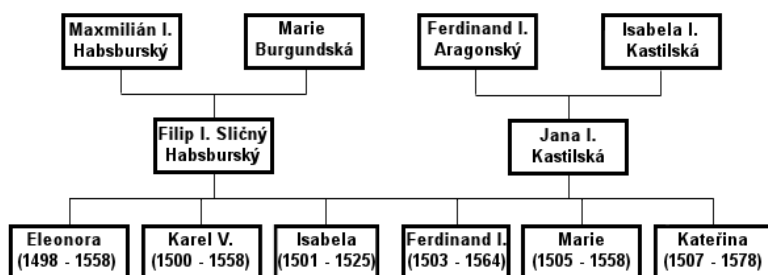 Maxmilián I.
Habsburský
Marie
Burgundská
Ferdinand I.
Aragonský
Isabela I.
Kastilská
Filip I. Sličný
Habsburský
Jana I.
Kastilská
Eleonora
(1498 - 1558)
Karel V.
(1500 - 1558)
Isabela
(1501 - 1525)
Ferdinand I.
(1503 - 1564)
Marie
(1505 - 1558)
Kateřina
(1507 - 1578)